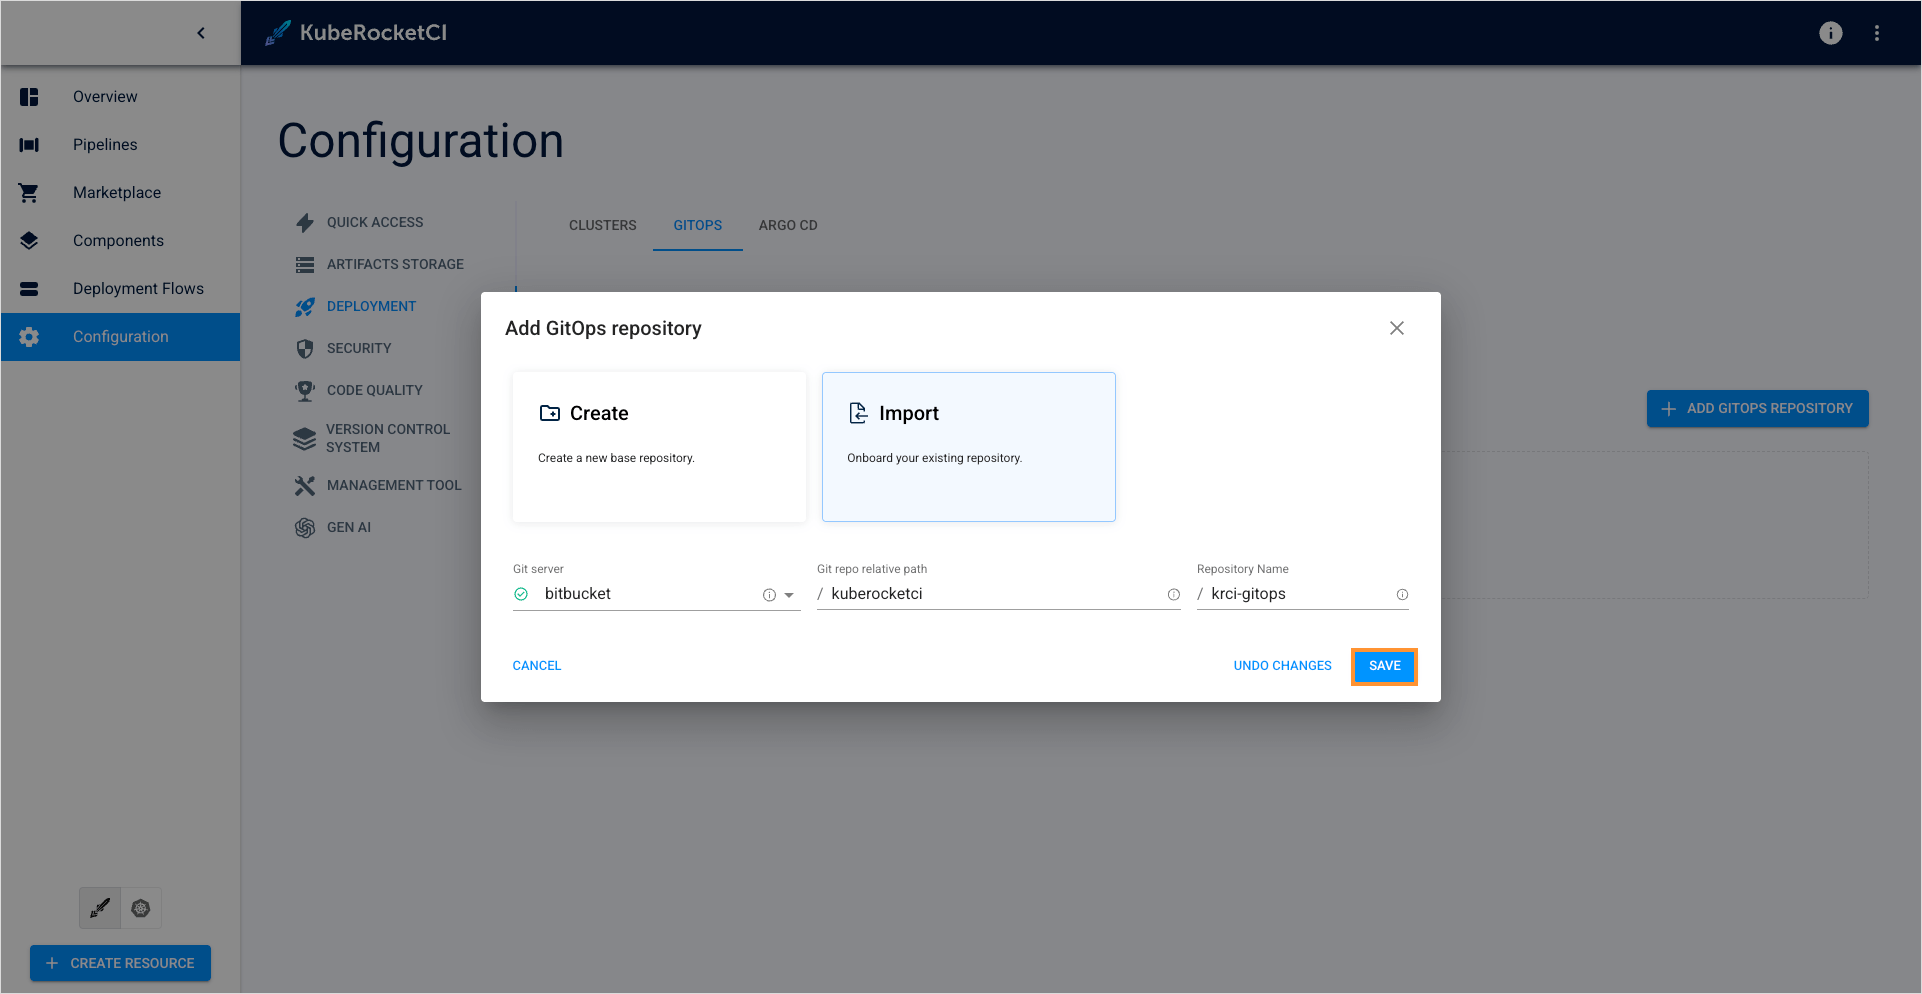 KubeRocketCI
Overview
Pipelines
Marketplace
Components
Deployment Flows
Configuration
CREATE RESOURCE
Configuration
QUICK ACCESS
ARTIFACTS STORAGE
DEPLOYMENT
SECURITY
CODE QUALITY
VERSION CONTROL
SYSTEM
MANAGEMENT TOOL
GEN AI
CLUSTERS
GITOPS
ARGO CD
ADD GITOPS REPOSITORY
Add GitOps repository
Create
Create a new base repository.
Import
Onboard your existing repository.
Git server
bitbucket
Git repo relative path
/ kuberocketci
Repository Name
/ krci-gitops
CANCEL
UNDO CHANGES
SAVE